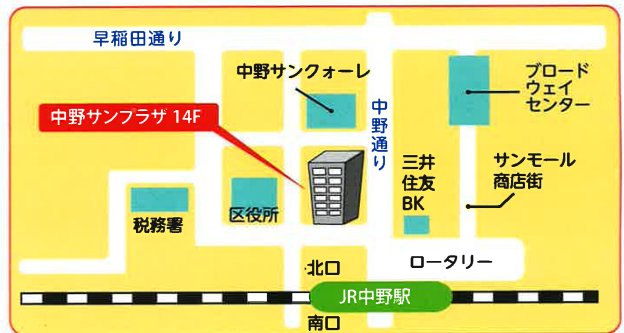 早稲田通り
中野サンクォーレ
ブロード
ウェイ
センター
中野サンプラザ 14F
中野通り
三井
住友
BK
サンモール
商店街
税務署
区役所
北口
ロータリー
JR中野駅
南口